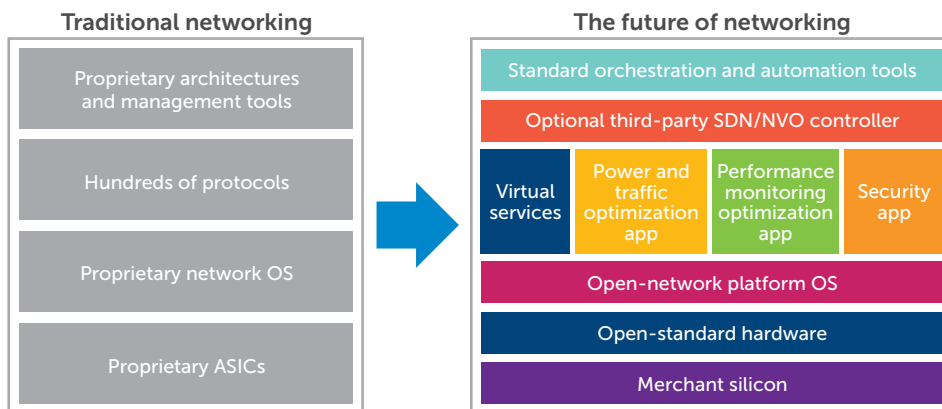 Traditional networking
Proprietary architectures
and management tools
Hundreds of protocols
Proprietary network OS
Proprietary ASICs
The future of networking
Standard orchestration and automation tools
Optional third-party SDN/NVO controller
Virtual
services
Power and
traffic
optimization
app
Performance
monitoring
optimization
app
Security
app
Open-network platform OS
Open-standard hardware
Merchant silicon